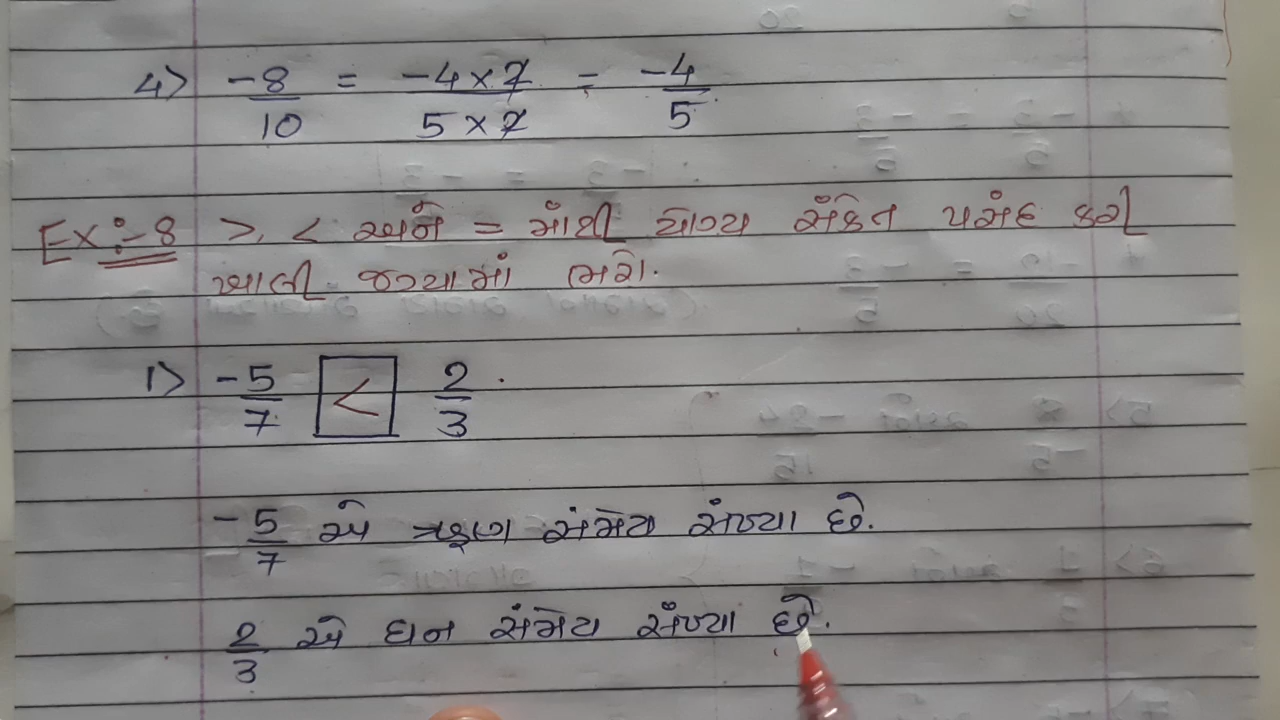 4> -8/10 = -4×2/5×2 = -4/5
Ex:-8 >, < અને = માંથી યોગ્ય સંકેત પસંદ કરી
ખાલી જગ્યામાં ભરો.
1> -5/7 < 2/3
-5/7 એ ઋણ સંમેય સંખ્યા છે.
2/3 એ ધન સંમેય સંખ્યા છે.